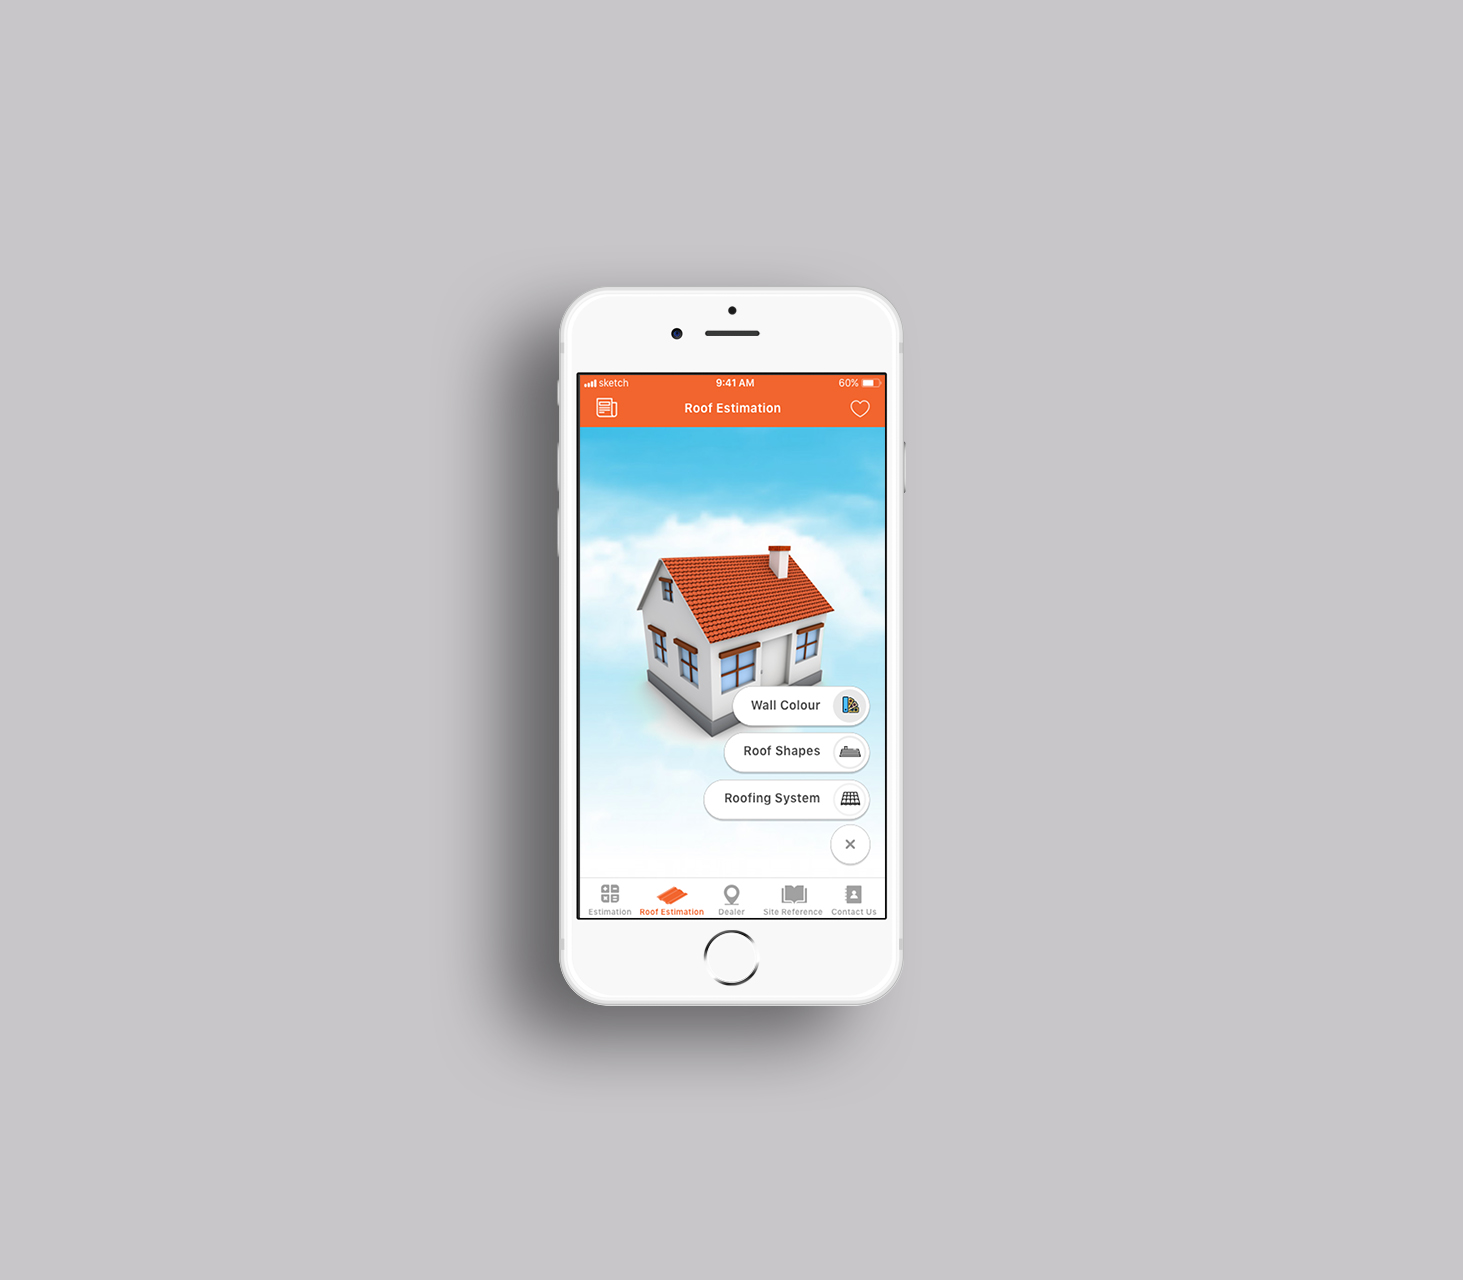 sketch 9:41 AM 60%
Roof Estimation
Wall Colour
Roof Shapes
Roofing System
Estimation Roof Estimation Dealer Site Reference Contact Us